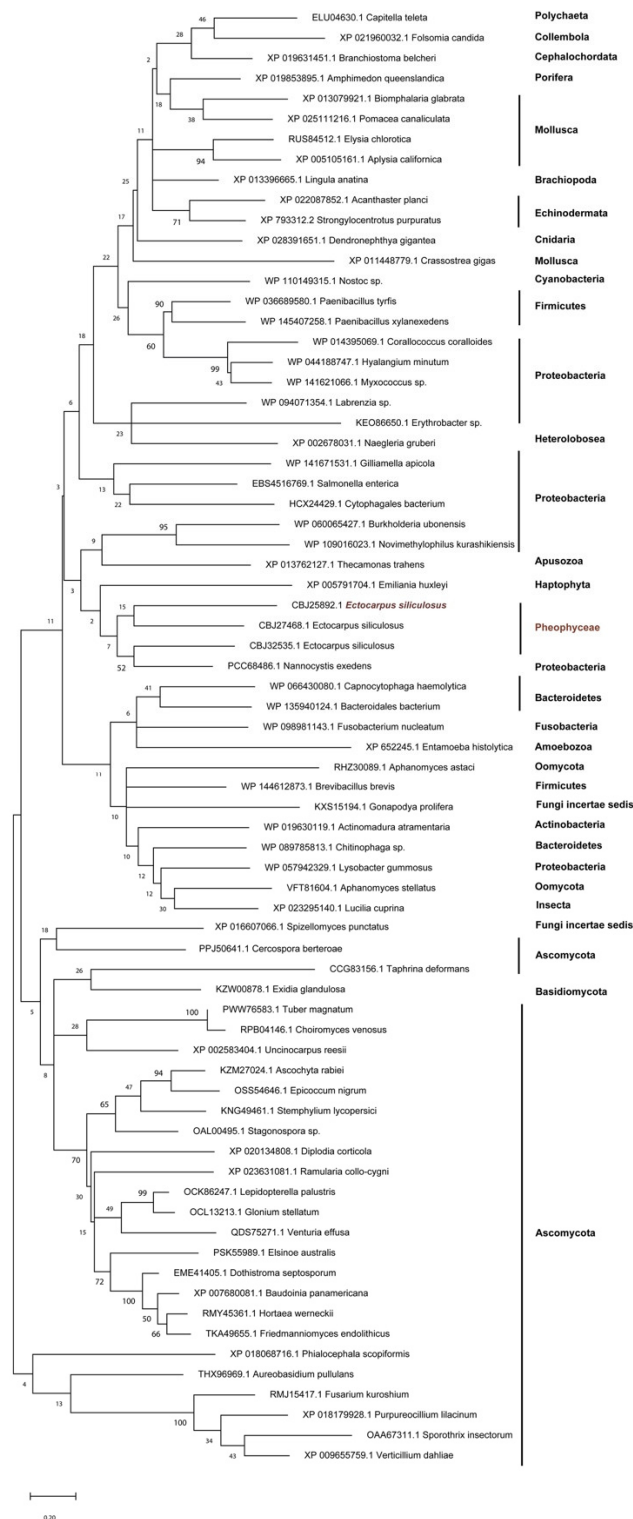 ELU04630.1 Capitella teleta Polychaeta
XP 021960032.1 Folsomia candida Collembola
XP 019631451.1 Branchiostoma belcheri Cephalochordata
XP 019853895.1 Amphimedon queenslandica Porifera
XP 013079921.1 Biomphalaria glabrata
XP 025111216.1 Pomacea canaliculata
Mollusca
RUS84512.1 Elysia chlorotica
XP 005105161.1 Aplysia californica
XP 013396665.1 Lingula anatina Brachiopoda
XP 022087852.1 Acanthaster planci
Echinodermata
XP 793312.2 Strongylocentrotus purpuratus
XP 028391651.1 Dendronephthya gigantea Cnidaria
XP 011448779.1 Crassostrea gigas Mollusca
WP 110149315.1 Nostoc sp. Cyanobacteria
WP 036689580.1 Paenibacillus tyrfis
Firmicutes
WP 145407258.1 Paenibacillus xylanexedens
WP 014395069.1 Corallococcus coralloides
WP 044188747.1 Hyalangium minutum
Proteobacteria
WP 141621066.1 Myxococcus sp.
WP 094071354.1 Labrenzia sp.
KEO86650.1 Erythrobacter sp.
XP 002678031.1 Naegleria gruberi Heterolobosea
WP 141671531.1 Gilliamella apicola
EBS4516769.1 Salmonella enterica
Proteobacteria
HCX24429.1 Cytophagales bacterium
WP 060065427.1 Burkholderia ubonensis
WP 109016023.1 Novimethylophilus kurashikiensis
XP 013762127.1 Thecamonas trahens Apusozoa
XP 005791704.1 Emiliania huxleyi Haptophyta
CBJ25892.1 Ectocarpus siliculosus
CBJ27468.1 Ectocarpus siliculosus Pheophyceae
CBJ32535.1 Ectocarpus siliculosus
PCC68486.1 Nannocystis exedens Proteobacteria
WP 066430080.1 Capnocytophaga haemolytica
Bacteroidetes
WP 135940124.1 Bacteroidales bacterium
WP 098981143.1 Fusobacterium nucleatum Fusobacteria
XP 652245.1 Entamoeba histolytica Amoebozoa
RHZ30089.1 Aphanomyces astaci Oomycota
WP 144612873.1 Brevibacillus brevis Firmicutes
KXS15194.1 Gonapodya prolifera Fungi incertae sedis
WP 019630119.1 Actinomadura atramentaria Actinobacteria
WP 089785813.1 Chitinophaga sp. Bacteroidetes
WP 057942329.1 Lysobacter gummosus Proteobacteria
VFT81604.1 Aphanomyces stellatus Oomycota
XP 023295140.1 Lucilia cuprina Insecta
XP 016607066.1 Spizellomyces punctatus Fungi incertae sedis
PPJ50641.1 Cercospora berteroae
Ascomycota
CCG83156.1 Taphrina deformans
KZW00878.1 Exidia glandulosa Basidiomycota
PWW76583.1 Tuber magnatum
RPB04146.1 Choiromyces venosus
XP 002583404.1 Uncinocarpus reesii
KZM27024.1 Ascochyta rabiei
OSS54646.1 Epicoccum nigrum
KNG49461.1 Stemphylium lycopersici
OAL00495.1 Stagonospora sp.
XP 020134808.1 Diplodia corticola
XP 023631081.1 Ramularia collo-cygni
OCK86247.1 Lepidopterella palustris
OCL13213.1 Glonium stellatum
QDS75271.1 Venturia effusa Ascomycota
PSK55989.1 Elsinoe australis
EME41405.1 Dothistroma septosporum
XP 007680081.1 Baudoinia panamericana
RMY45361.1 Hortaea werneckii
TKA49655.1 Friedmanniomyces endolithicus
XP 018068716.1 Phialocephala scopiformis
THX96969.1 Aureobasidium pullulans
RMJ15417.1 Fusarium kuroshium
XP 018179928.1 Purpureocillium lilacinum
OAA67311.1 Sporothrix insectorum
XP 009655759.1 Verticillium dahliae
46
28
2
18
38
11
94
25
71
17
22
26
90
60
99
43
18
23
6
13
22
3
95
9
3
2
15
7
52
11
41
6
11
10
10
12
12
30
18
5
26
8
100
28
94
47
65
70
30
99
49
15
72
100
50
66
4
13
100
34
43
0.20